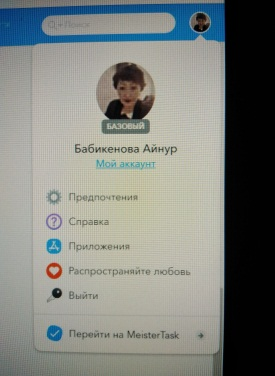 Поиск
БАЗОВЫЙ
Бабикенова Айнур
Мой аккаунт
Предпочтения
Справка
Приложения
Распространяйте любовь
Выйти
Перейти на MeisterTask